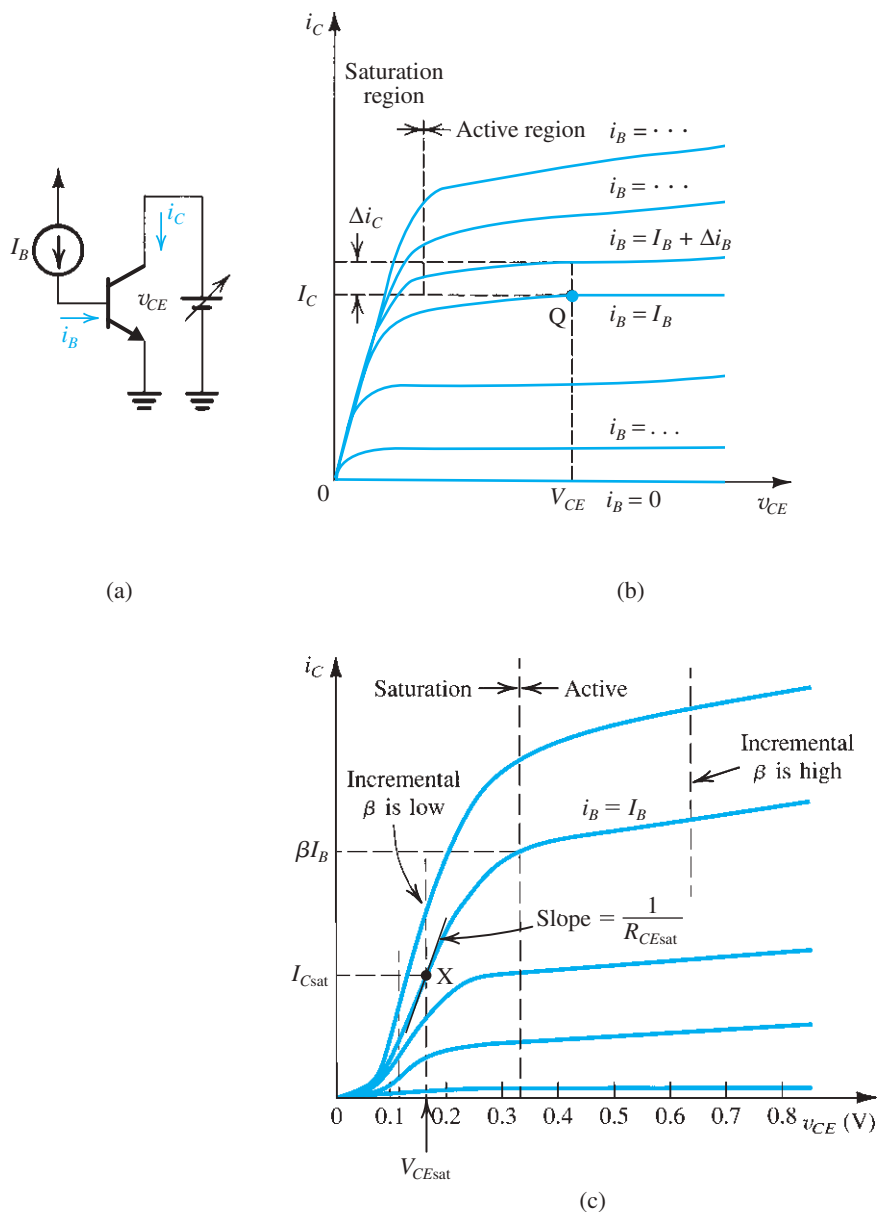 i_C
Saturation
region
Active region
i_B = · · ·
i_B = · · ·
Δi_C
i_B = I_B + Δi_B
I_C
Q
i_B = I_B
i_B = . . .
0
V_CE
i_B = 0
v_CE
i_C
I_B
v_CE
i_B
(a)
(b)
i_C
Saturation
Active
Incremental
β is high
Incremental
β is low
i_B = I_B
βI_B
Slope = 1/R_CEsat
I_Csat
X
0
0.1
0.2
0.3
0.4
0.5
0.6
0.7
0.8
v_CE (V)
V_CEsat
(c)